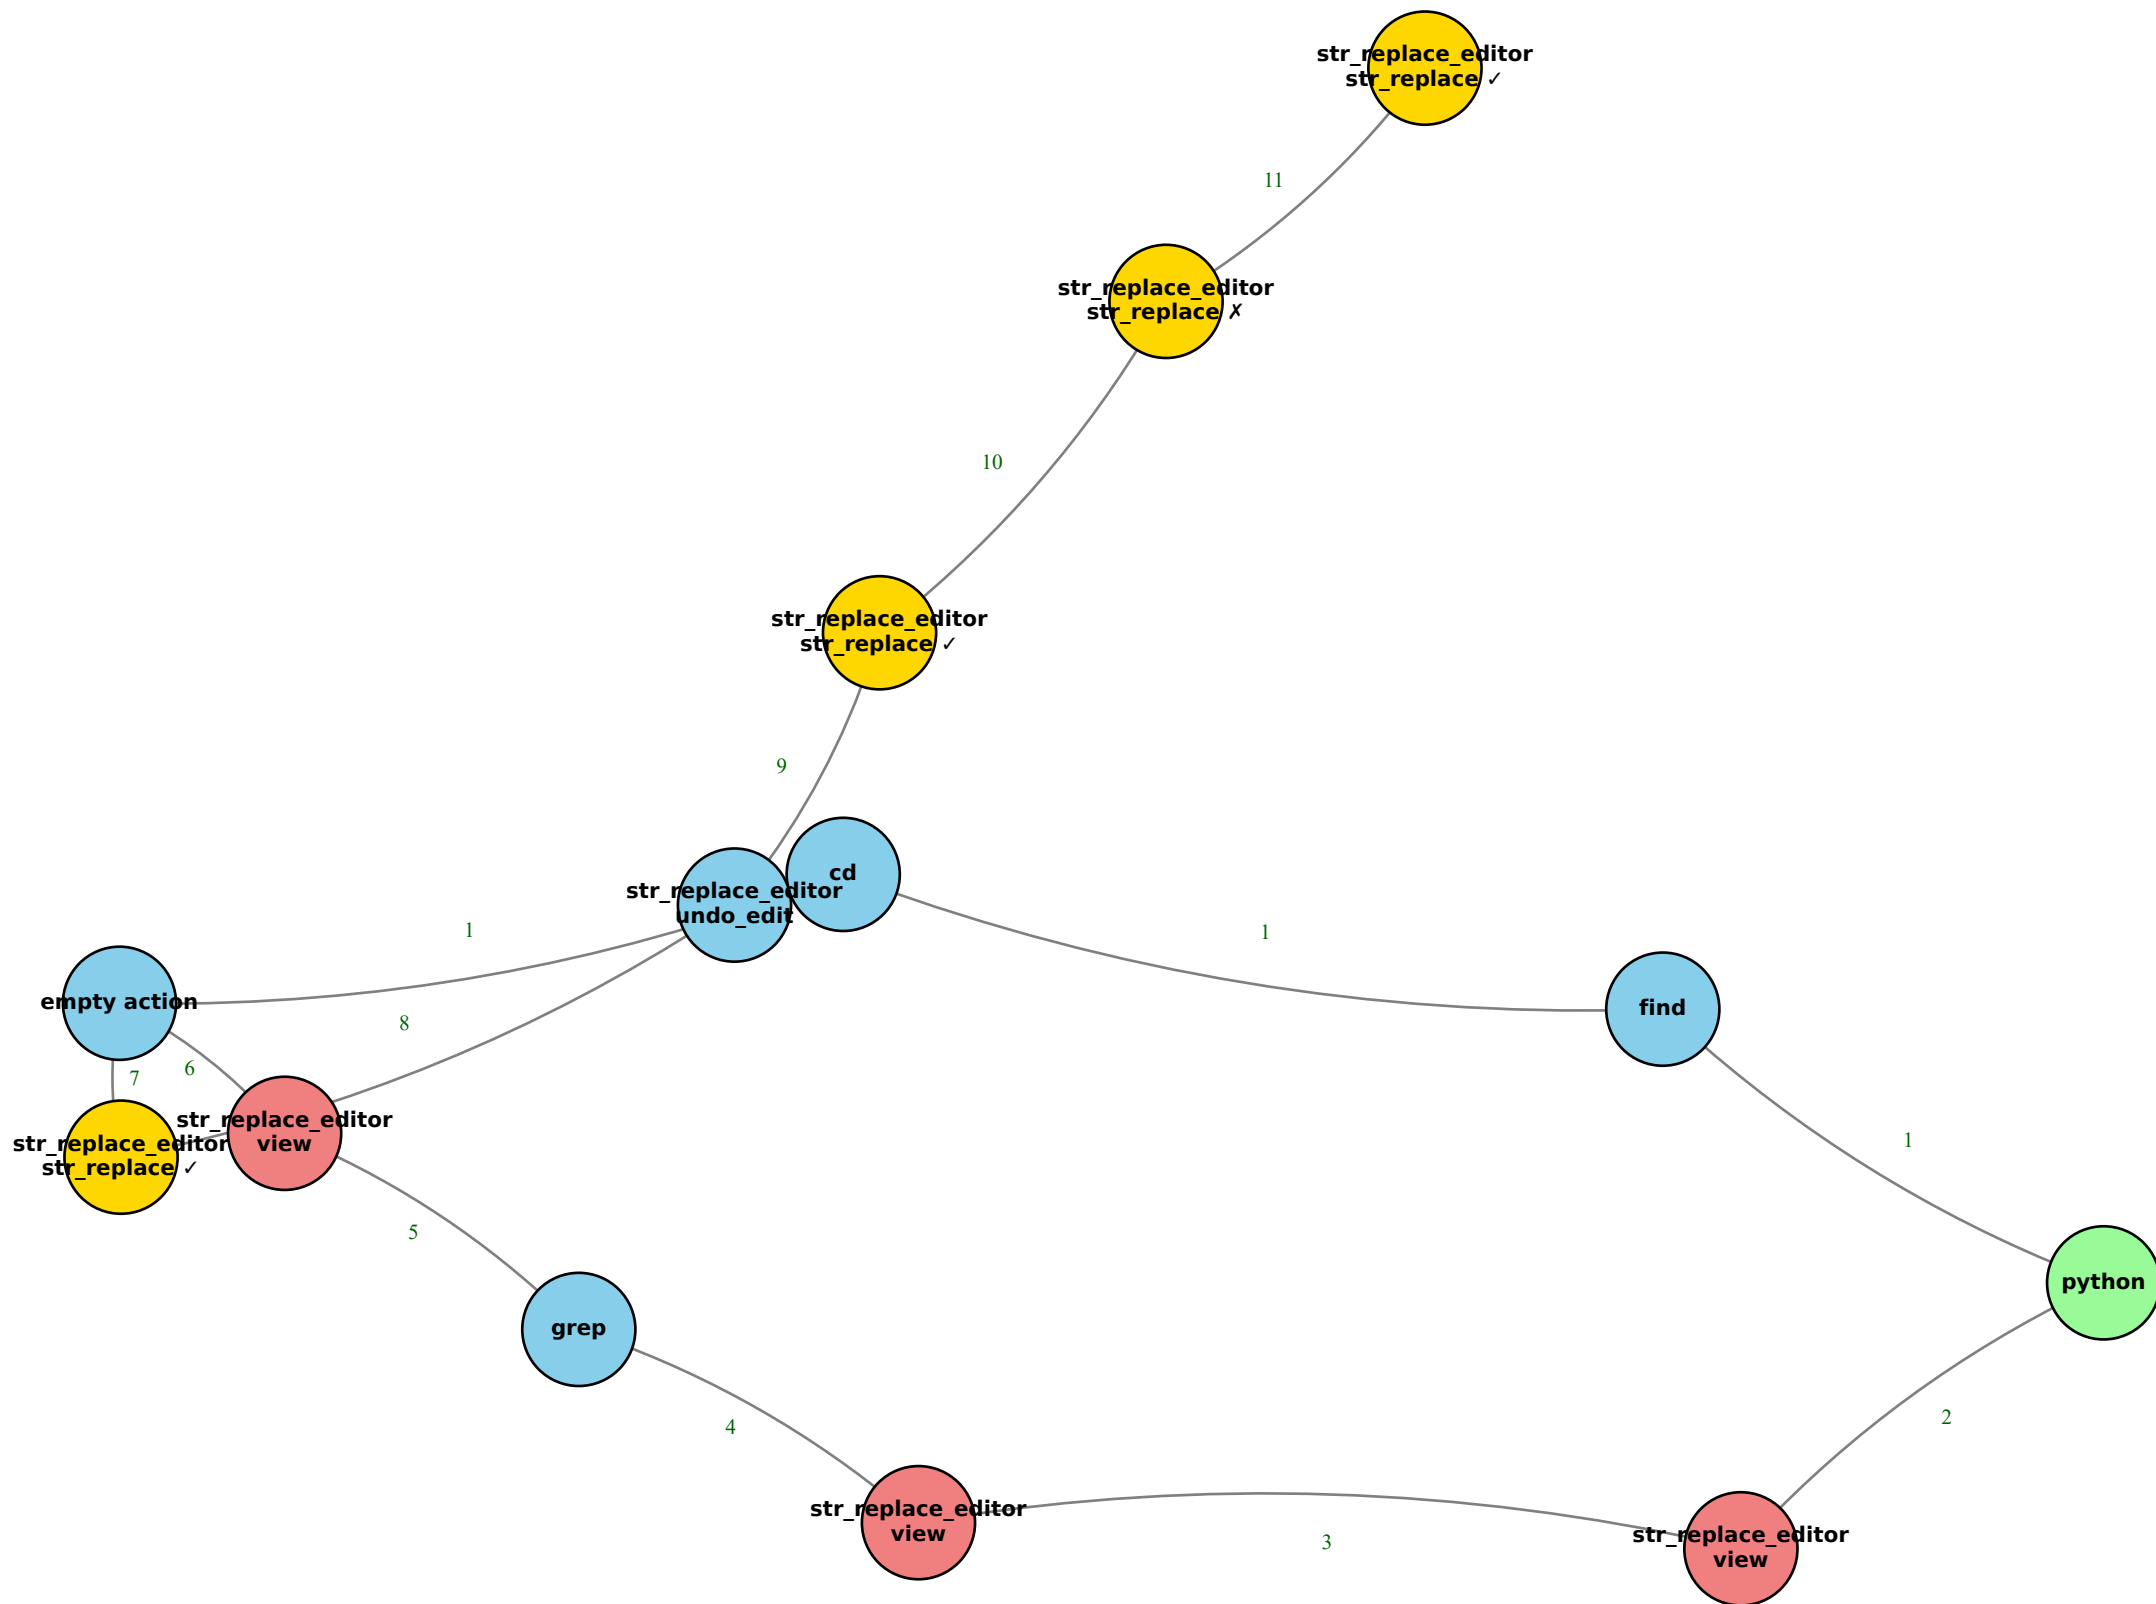 str_replace_editor
str_replace ✓
11
str_replace_editor
str_replace ✗
10
str_replace_editor
str_replace ✓
9
cd
str_replace_editor
undo_edit
1
1
empty action
find
8
6
7
str_replace_editor
view
str_replace_editor
str_replace ✓
1
5
python
grep
2
4
str_replace_editor
view
3
str_replace_editor
view